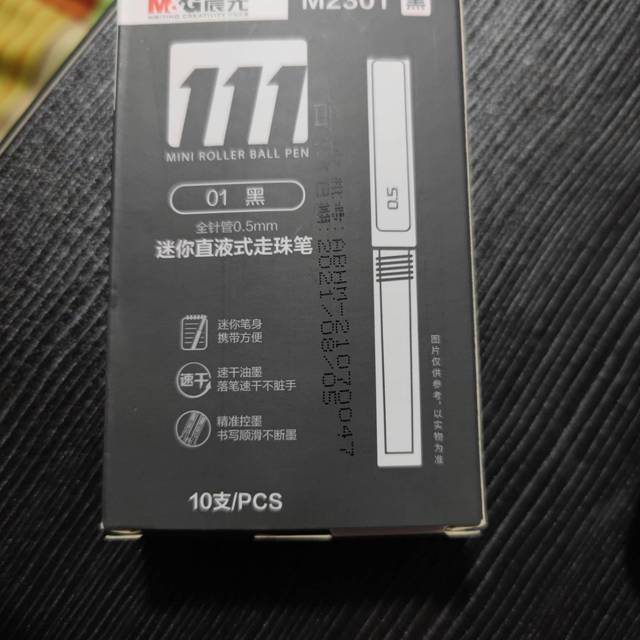 M&G晨光
M2301 黑
111
MINI ROLLER BALL PEN
01 黑
全针管0.5mm
迷你直液式走珠笔
迷你笔身
携带方便
速干
速干油墨
落笔速干不脏手
精准控墨
书写顺滑不断墨
10支/PCS
0.5
图片仅供参考，以实物为准
日期：2021/08/05